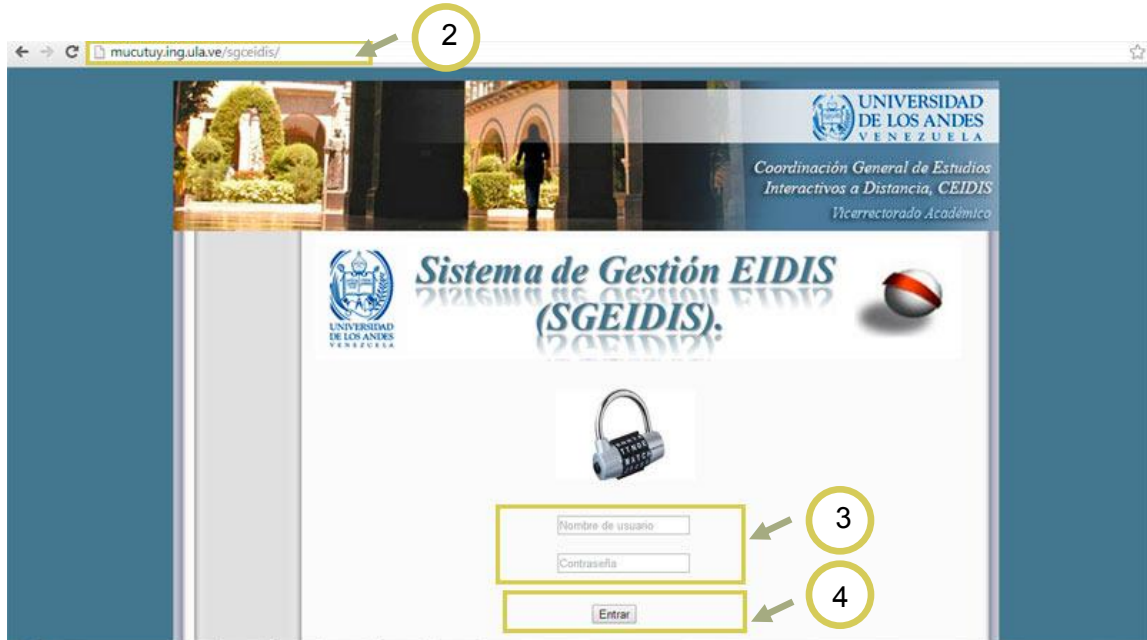 2
mucutuy.ing.ula.ve/sgceidis/
UNIVERSIDAD
DE LOS ANDES
VENEZUELA
Coordinación General de Estudios
Interactivos a Distancia, CEIDIS
Vicerrectorado Académico
UNIVERSIDAD
DE LOS ANDES
VENEZUELA
Sistema de Gestión EIDIS
(SGEIDIS).
Nombre de usuario
3
Contraseña
Entrar
4